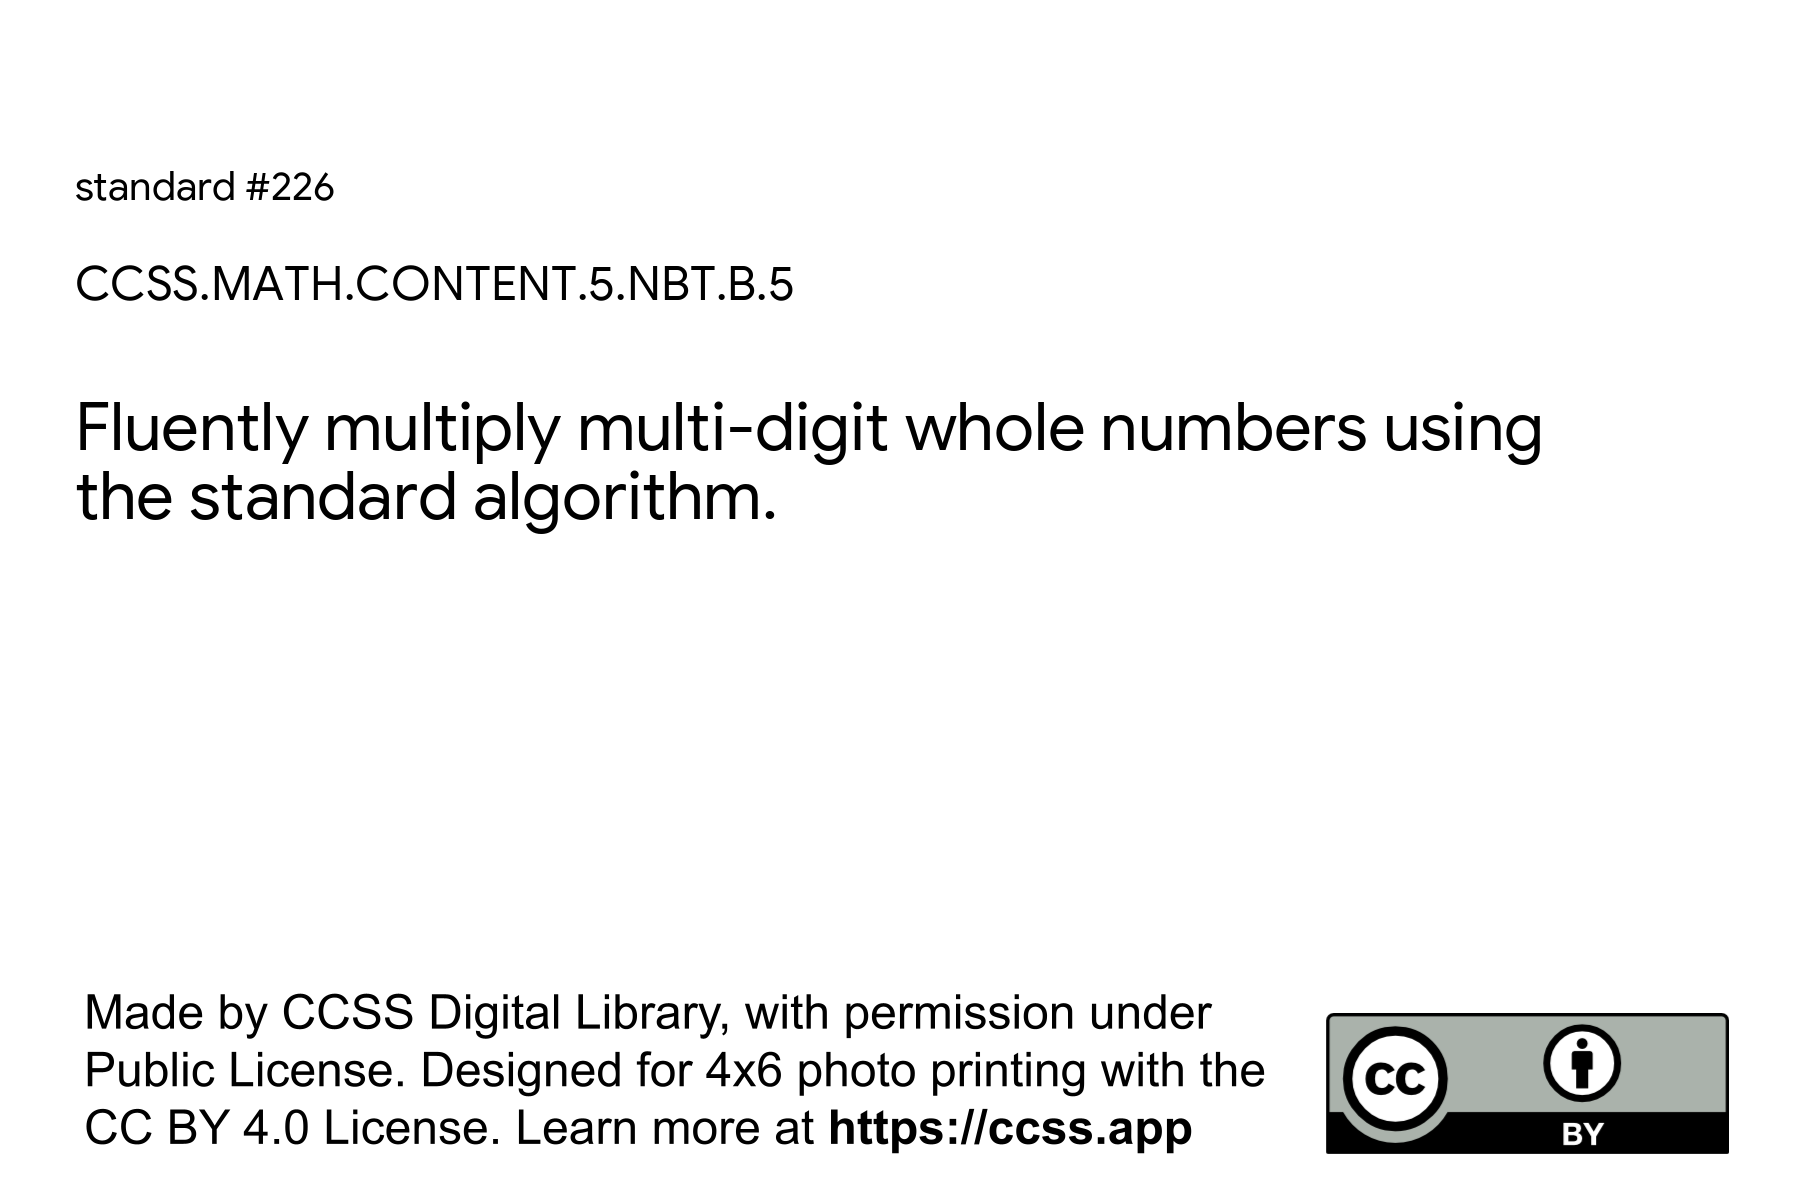 standard #226
CCSS.MATH.CONTENT.5.NBT.B.5
Fluently multiply multi-digit whole numbers using
the standard algorithm.
Made by CCSS Digital Library, with permission under
Public License. Designed for 4x6 photo printing with the
CC BY 4.0 License. Learn more at https://ccss.app
cc
BY